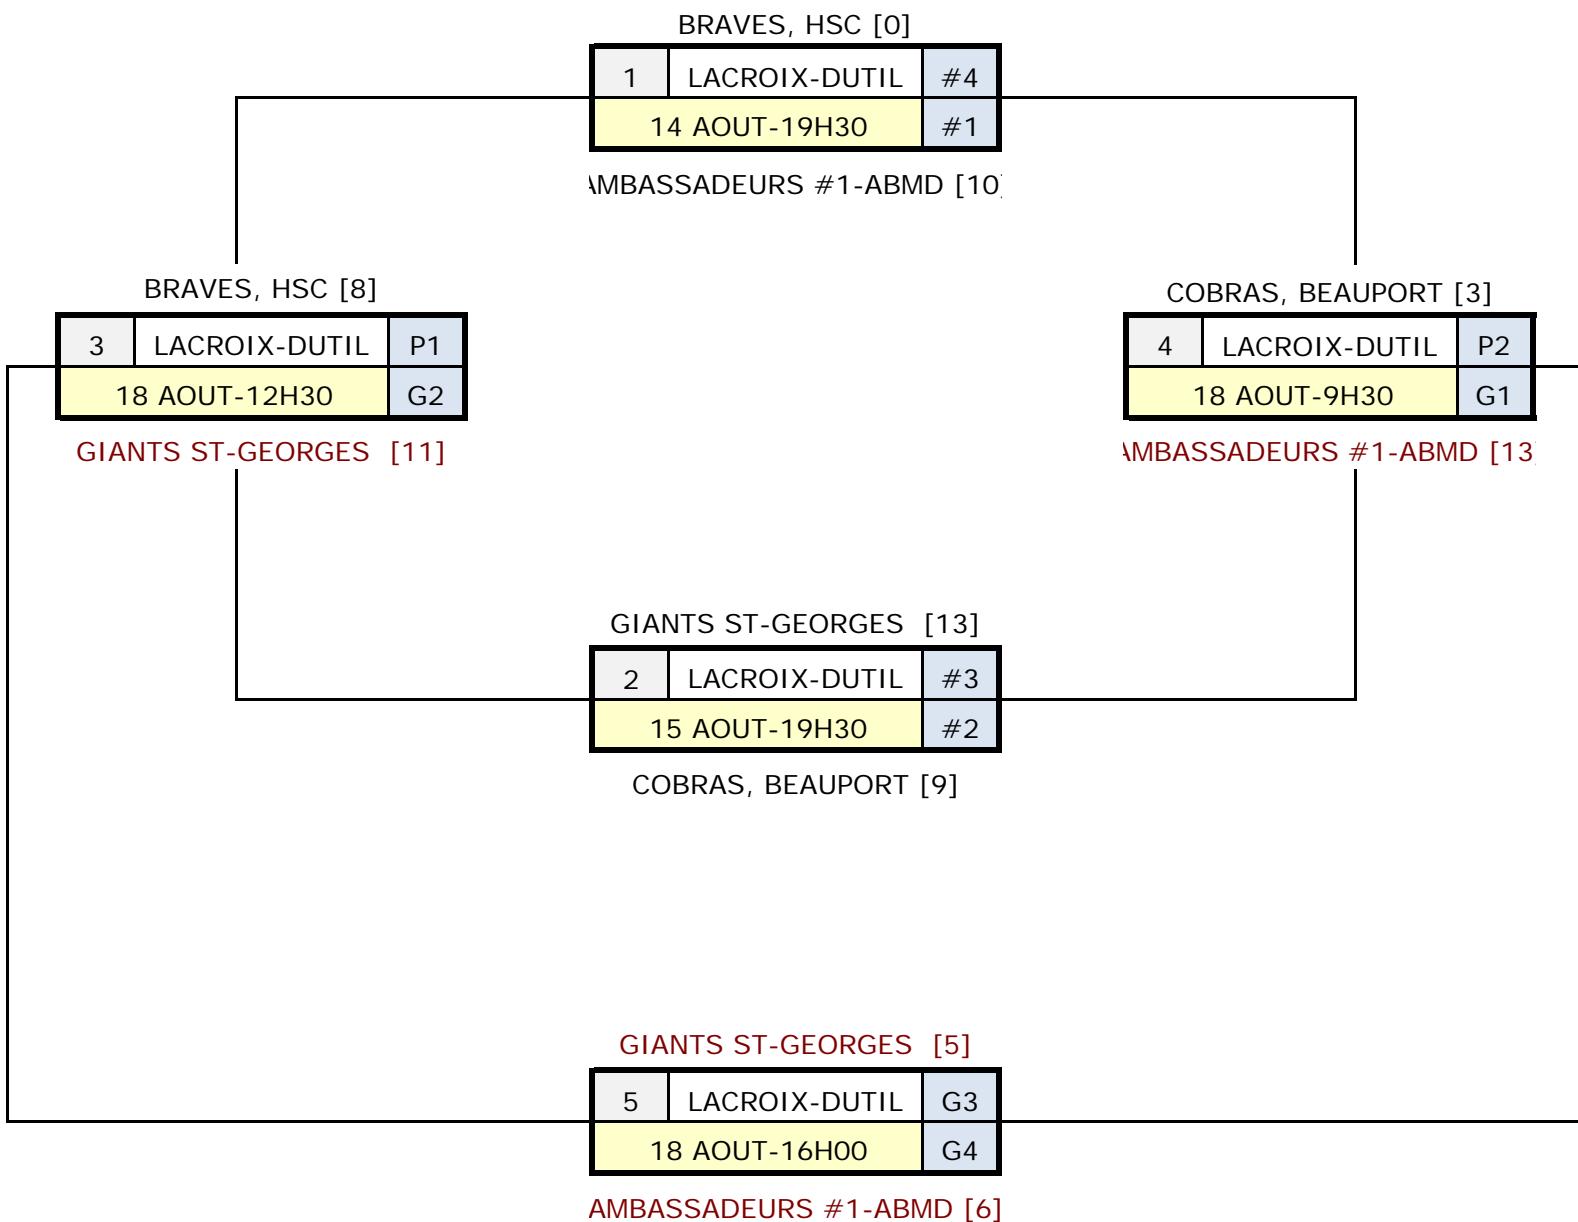 BRAVES, HSC [0]
1 LACROIX-DUTIL #4
14 AOUT-19H30 #1
AMBASSADEURS #1-ABMD [10]
BRAVES, HSC [8]
3 LACROIX-DUTIL P1
18 AOUT-12H30 G2
GIANTS ST-GEORGES [11]
COBRAS, BEAUPORT [3]
4 LACROIX-DUTIL P2
18 AOUT-9H30 G1
AMBASSADEURS #1-ABMD [13]
GIANTS ST-GEORGES [13]
2 LACROIX-DUTIL #3
15 AOUT-19H30 #2
COBRAS, BEAUPORT [9]
GIANTS ST-GEORGES [5]
5 LACROIX-DUTIL G3
18 AOUT-16H00 G4
AMBASSADEURS #1-ABMD [6]